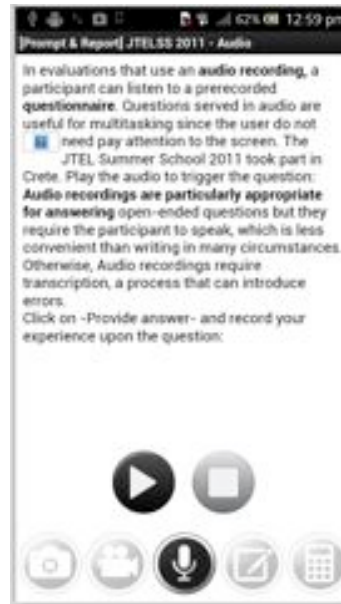 62% 12:59 pm
[Prompt & Report] JTELSS 2011 - Audio
In evaluations that use an audio recording, a
participant can listen to a prerecorded
questionnaire. Questions served in audio are
useful for multitasking since the user do not
need pay attention to the screen. The
JTEL Summer School 2011 took part in
Crete. Play the audio to trigger the question:
Audio recordings are particularly appropriate
for answering open-ended questions but they
require the participant to speak, which is less
convenient than writing in many circumstances.
Otherwise, Audio recordings require
transcription, a process that can introduce
errors.
Click on -Provide answer- and record your
experience upon the question: